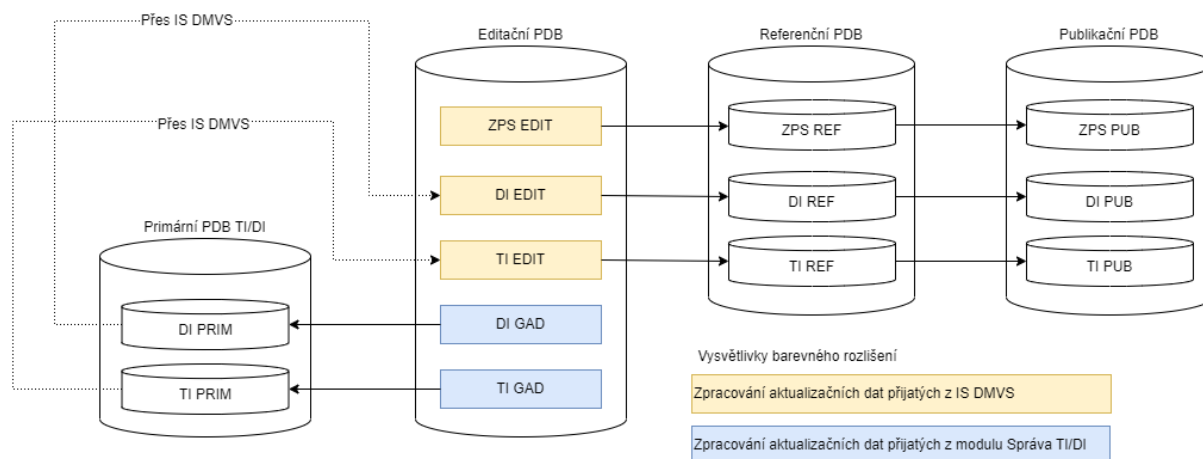 Přes IS DMVS
Editační PDB
Referenční PDB
Publikační PDB
ZPS EDIT
ZPS REF
ZPS PUB
Přes IS DMVS
DI EDIT
DI REF
DI PUB
Primární PDB TI/DI
TI EDIT
TI REF
TI PUB
DI PRIM
DI GAD
Vysvětlivky barevného rozlišení
TI PRIM
TI GAD
Zpracování aktualizačních dat přijatých z IS DMVS
Zpracování aktualizačních dat přijatých z modulu Správa TI/DI